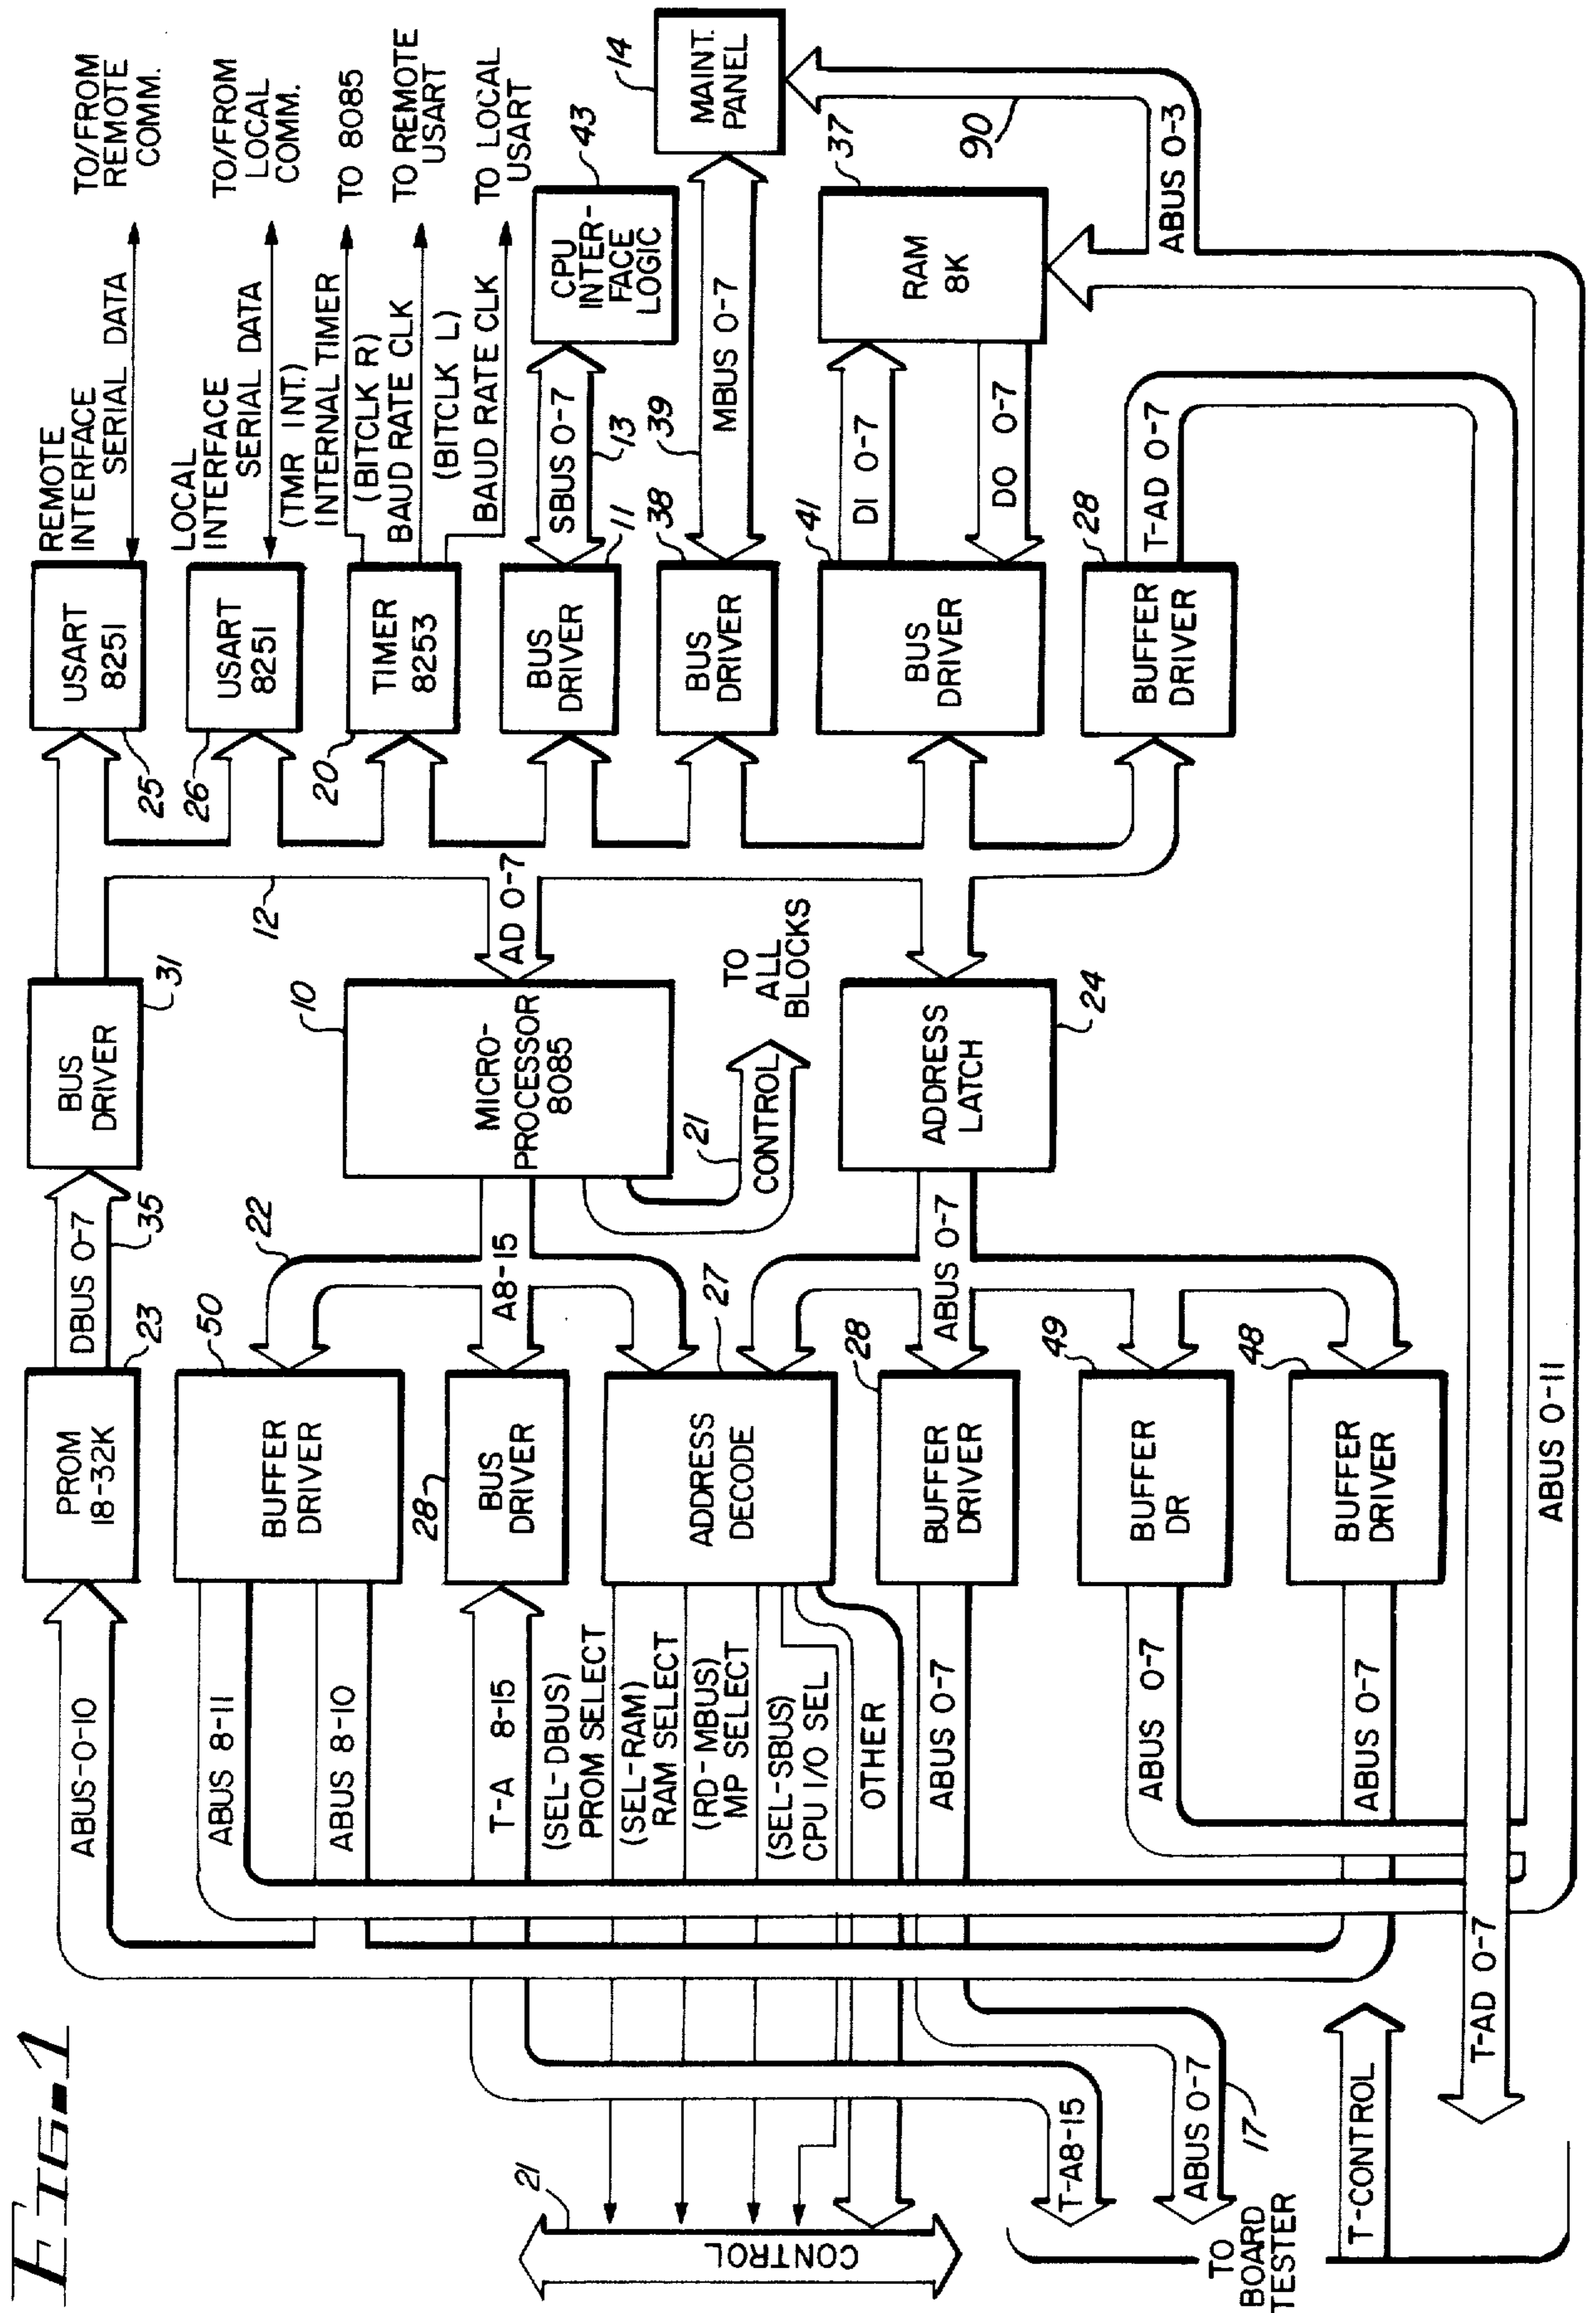 FIG-1
TO/FROM
REMOTE
COMM.
REMOTE
INTERFACE
SERIAL DATA
TO/FROM
LOCAL
COMM.
LOCAL
INTERFACE
SERIAL DATA
(TMR INT.)
INTERNAL TIMER
TO 8085
(BITCLK R)
BAUD RATE CLK
TO REMOTE
USART
(BITCLK L)
BAUD RATE CLK
TO LOCAL
USART
USART
8251
25
USART
8251
26
TIMER
8253
20
BUS
DRIVER
11
SBUS 0-7
13
CPU
INTER-
FACE
LOGIC
43
BUS
DRIVER
38
39
MBUS 0-7
MAINT.
PANEL
14
90
BUS
DRIVER
41
DI 0-7
DO 0-7
RAM
8K
37
ABUS 0-3
BUFFER
DRIVER
28
T-AD 0-7
12
AD 0-7
BUS
DRIVER
31
MICRO-
PROCESSOR
8085
10
TO
ALL
BLOCKS
CONTROL
21
ADDRESS
LATCH
24
DBUS 0-7
35
22
A8-15
ABUS 0-7
PROM
18-32K
23
BUFFER
DRIVER
50
BUS
DRIVER
28
ADDRESS
DECODE
27
BUFFER
DRIVER
28
BUFFER
DR
49
BUFFER
DRIVER
48
ABUS 0-11
ABUS-0-10
ABUS 8-11
ABUS 8-10
T-A 8-15
(SEL-DBUS)
PROM SELECT
(SEL-RAM)
RAM SELECT
(RD-MBUS)
MP SELECT
(SEL-SBUS)
CPU I/O SEL
OTHER
ABUS 0-7
ABUS 0-7
ABUS 0-7
21
CONTROL
T-A8-15
ABUS 0-7
17
T-CONTROL
T-AD 0-7
TO
BOARD
TESTER